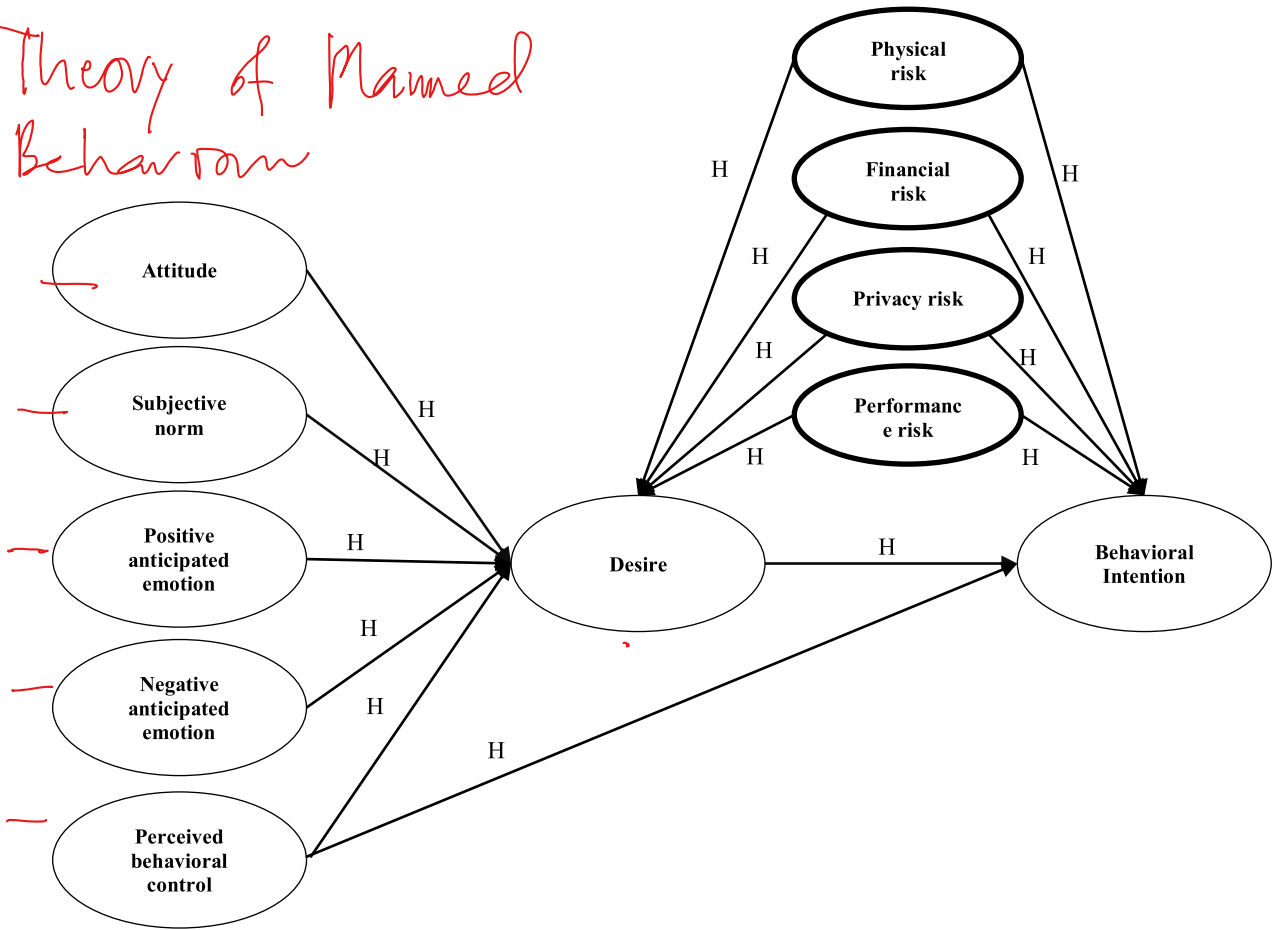 Theory of Planned
Behaviour
Physical
risk
Financial
risk
Privacy risk
Performanc
e risk
H
H
H
H
H
H
H
H
Attitude
Subjective
norm
Positive
anticipated
emotion
Negative
anticipated
emotion
Perceived
behavioral
control
H
H
H
H
H
H
Desire
H
Behavioral
Intention